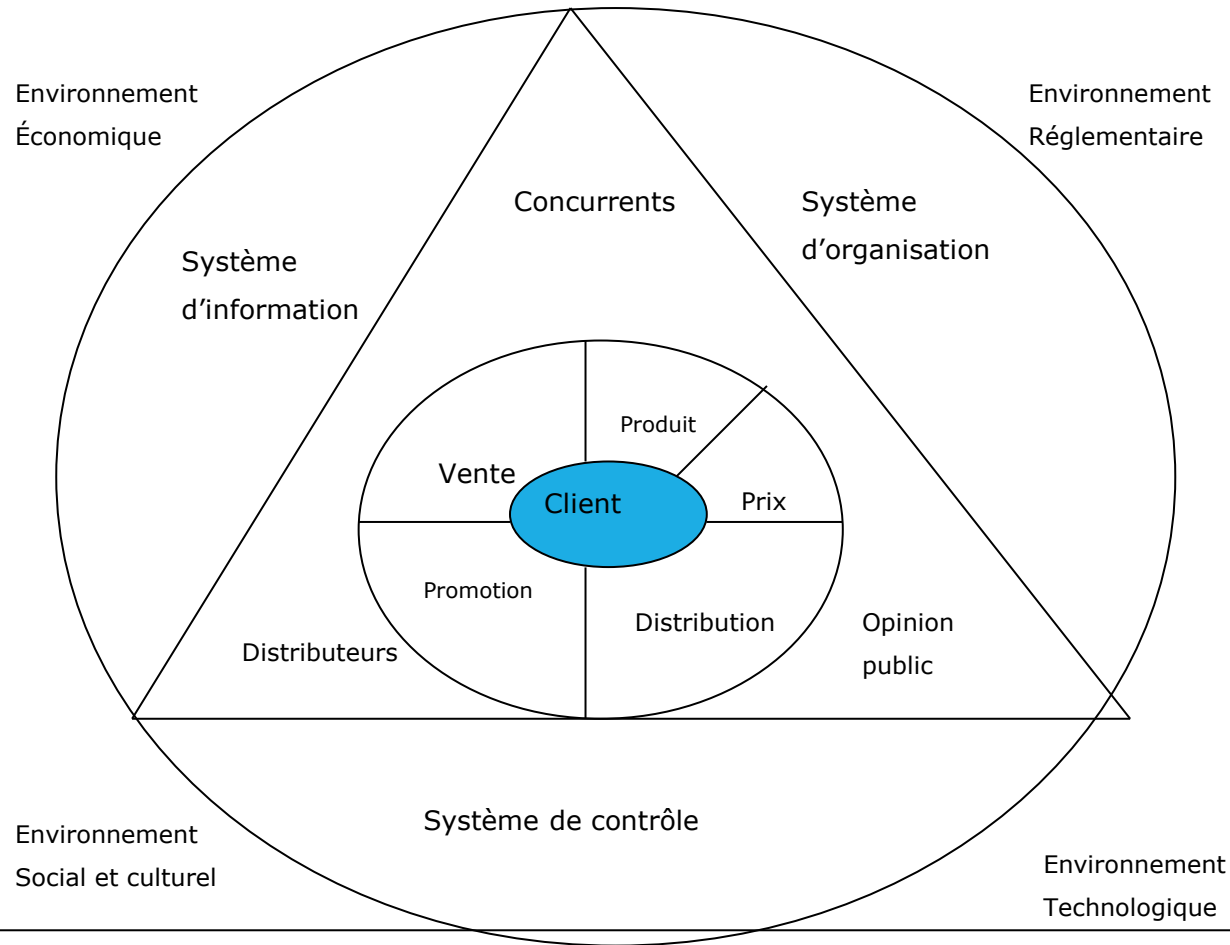 Environnement
Économique
Environnement
Réglementaire
Concurrents
Système
d’organisation
Système
d’information
Produit
Vente
Client
Prix
Promotion
Distribution
Opinion
public
Distributeurs
Système de contrôle
Environnement
Social et culturel
Environnement
Technologique